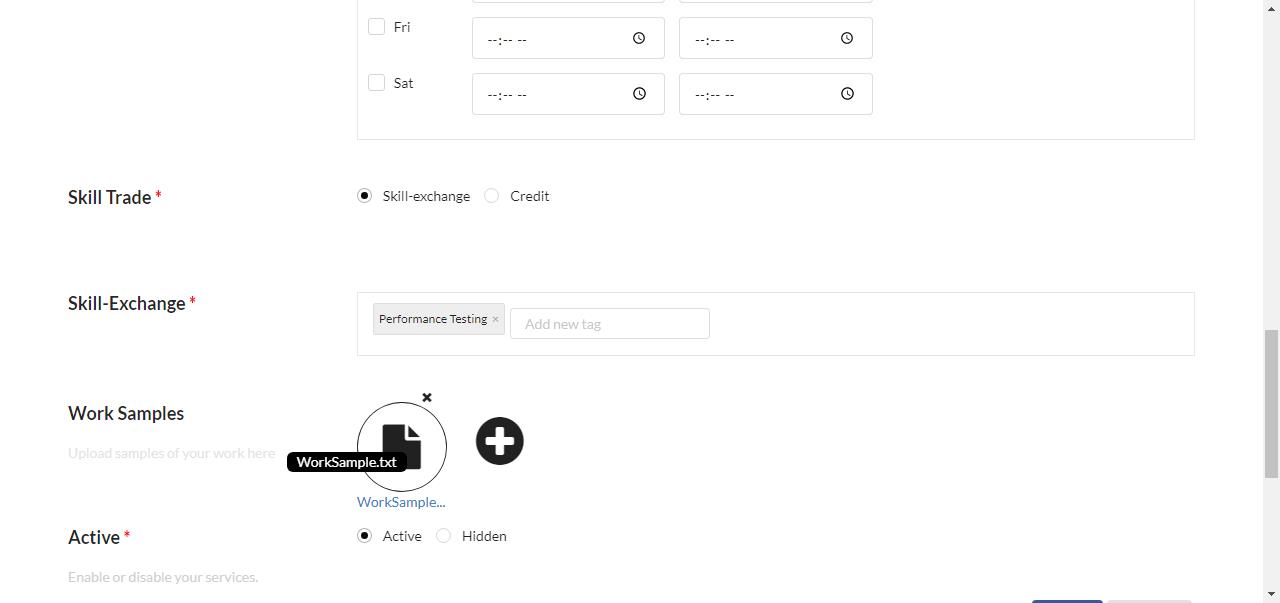 Fri
--:-- --
--:-- --
Sat
--:-- --
--:-- --
Skill Trade *
Skill-exchange
Credit
Skill-Exchange *
Performance Testing ×
Add new tag
Work Samples
Upload samples of your work here
WorkSample.txt
WorkSample...
Active *
Active
Hidden
Enable or disable your services.